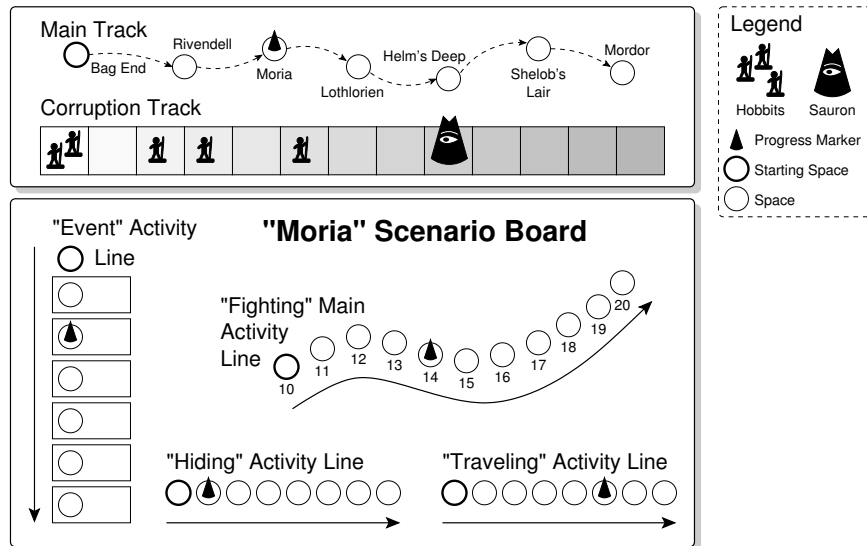 Main Track
Bag End
Rivendell
Moria
Lothlorien
Helm's Deep
Shelob's
Lair
Mordor
Corruption Track
Legend
Hobbits
Sauron
Progress Marker
Starting Space
Space
"Event" Activity
Line
"Moria" Scenario Board
"Fighting" Main
Activity
Line
10
11
12
13
14
15
16
17
18
19
20
"Hiding" Activity Line
"Traveling" Activity Line